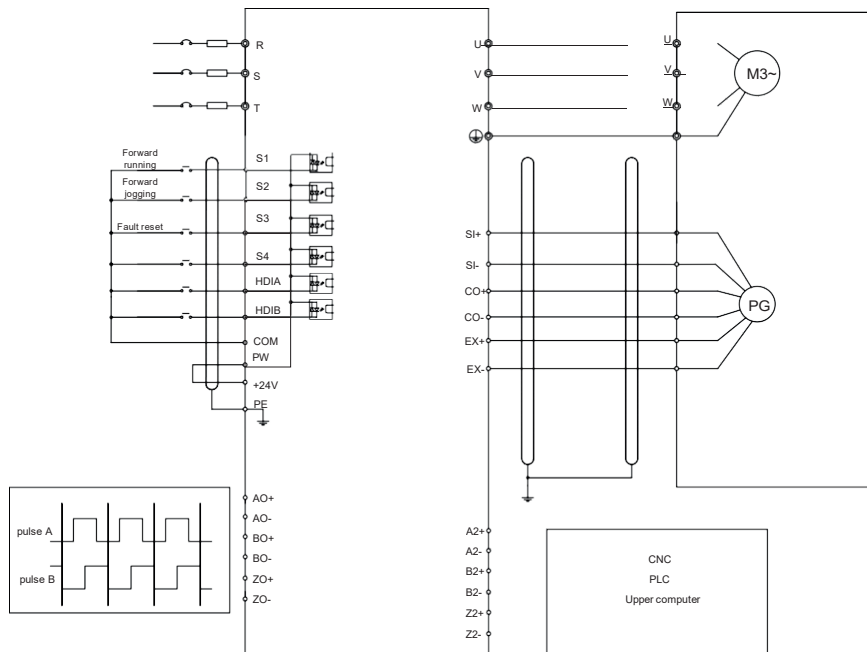 R
S
T
U
V
W
U
V
W
M3~
Forward
running
Forward
jogging
Fault reset
S1
S2
S3
S4
HDIA
HDIB
COM
PW
+24V
PE
SI+
SI-
CO+
CO-
EX+
EX-
PG
pulse A
pulse B
AO+
AO-
BO+
BO-
ZO+
ZO-
A2+
A2-
B2+
B2-
Z2+
Z2-
CNC
PLC
Upper computer